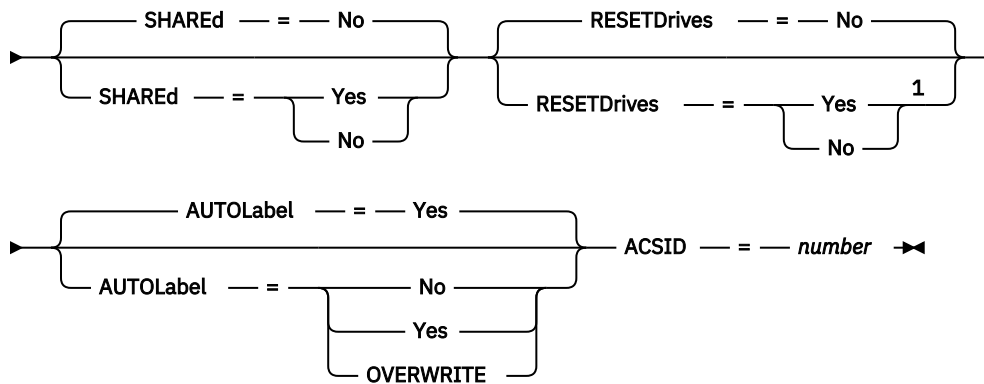 SHAREd = No RESETDrives = No
SHAREd = Yes RESETDrives = Yes 1
No No
AUTOLabel = Yes
ACSID = number
AUTOLabel = No
Yes
OVERWRITE